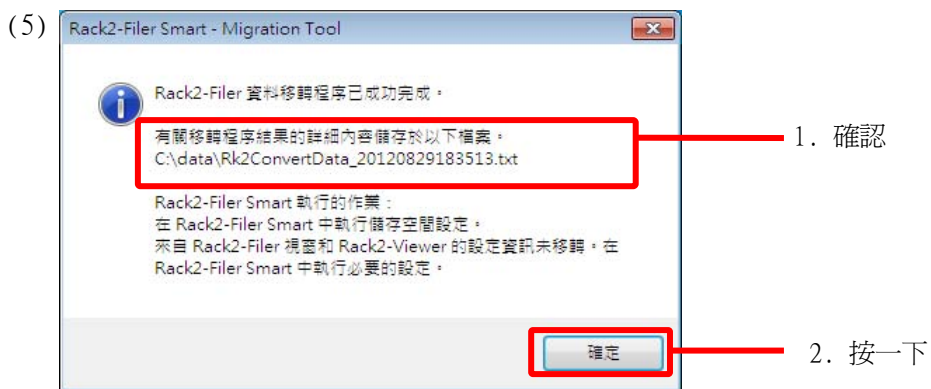 (5)
Rack2-Filer Smart - Migration Tool
Rack2-Filer 資料移轉程序已成功完成。
有關移轉程序結果的詳細內容儲存於以下檔案。
C:\data\Rk2ConvertData_20120829183513.txt
1. 確認
Rack2-Filer Smart 執行的作業：
在 Rack2-Filer Smart 中執行儲存空間設定。
來自 Rack2-Filer 視窗和 Rack2-Viewer 的設定資訊未移轉。在
Rack2-Filer Smart 中執行必要的設定。
確定
2. 按一下